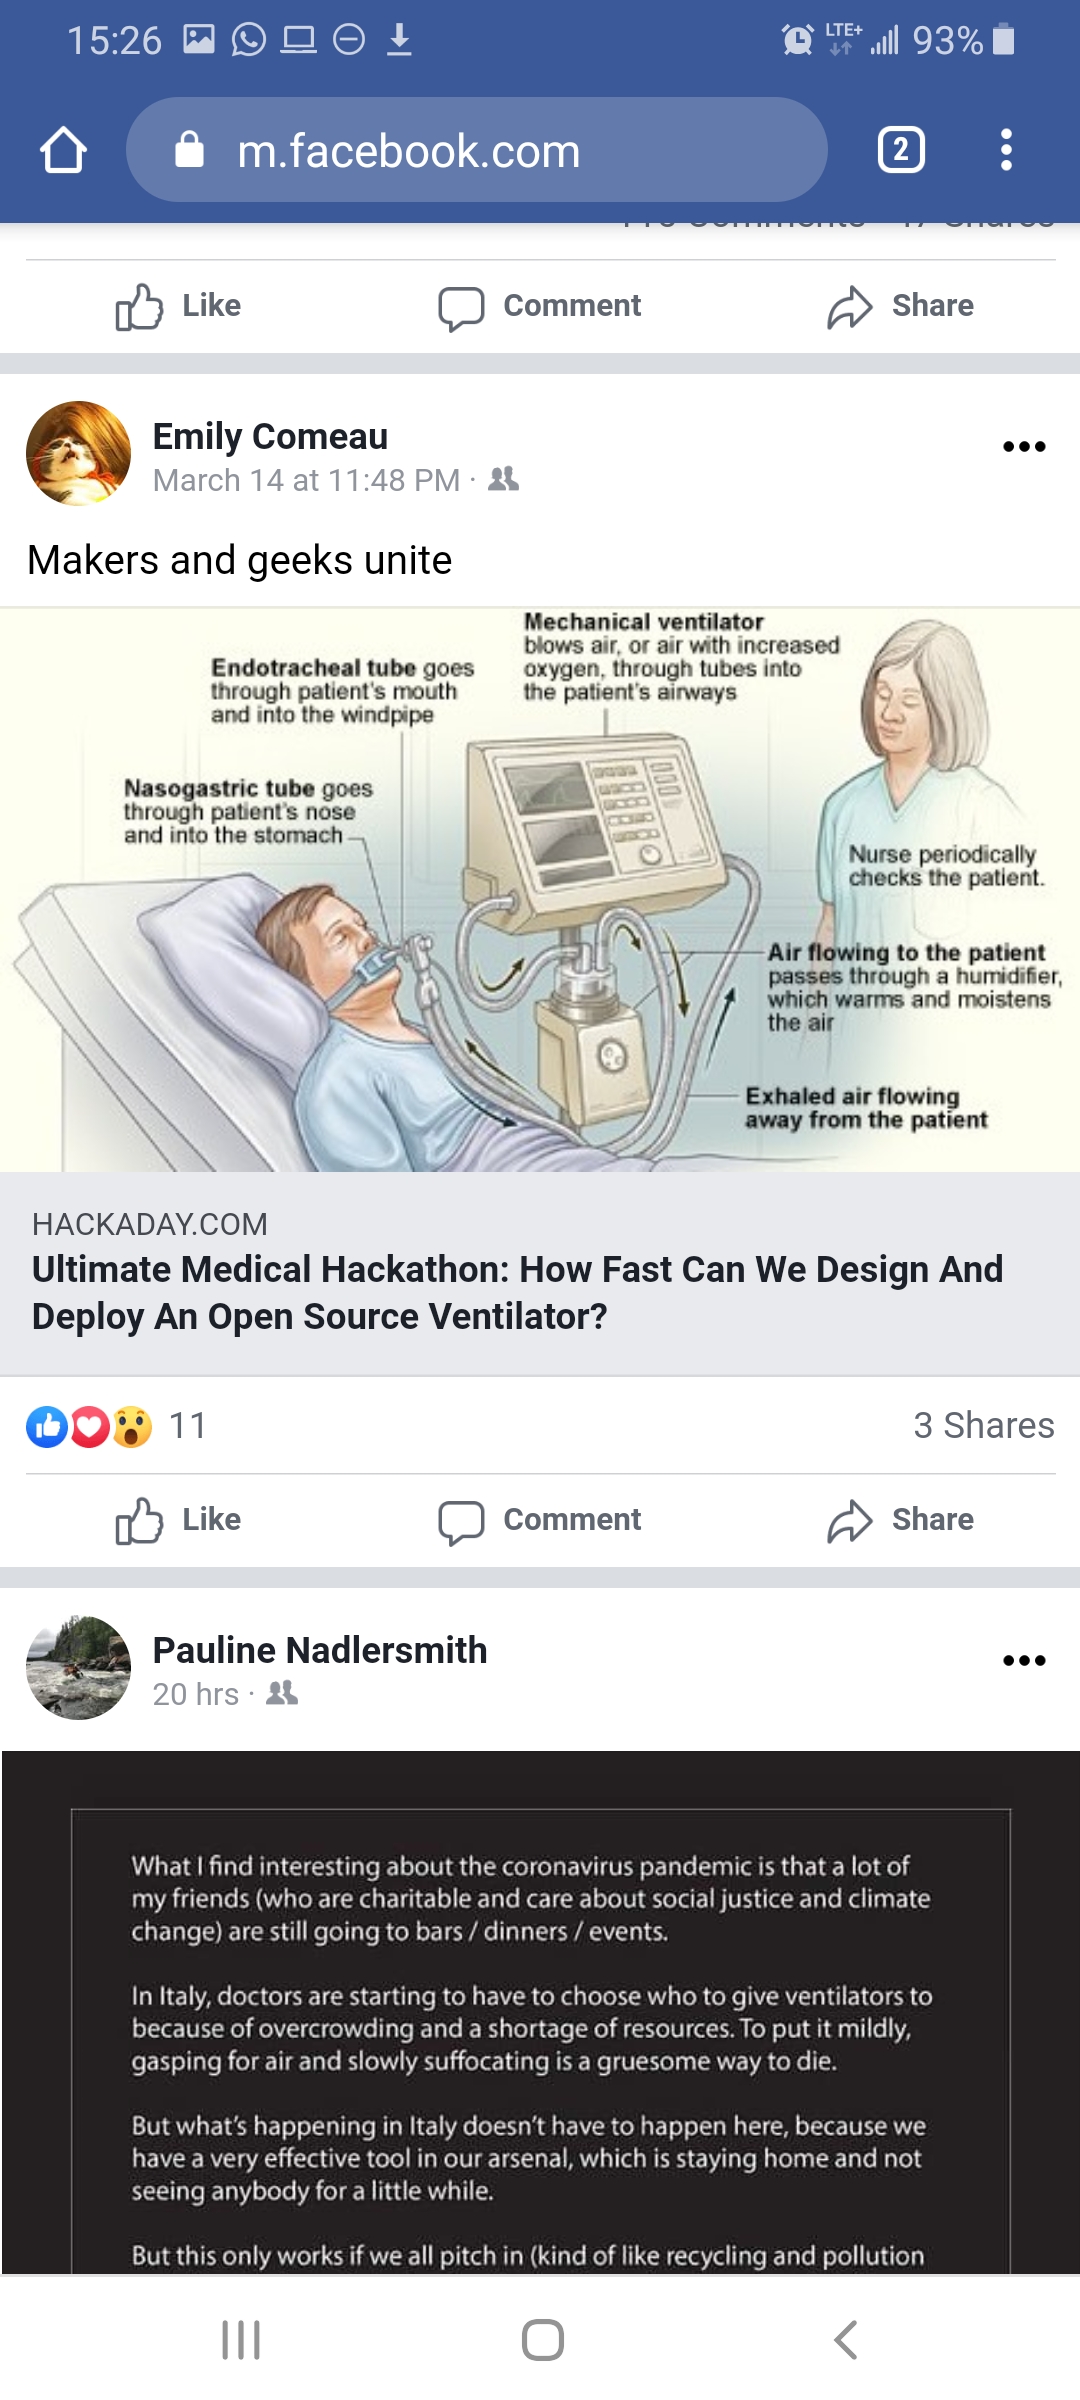 15:26
LTE+
93%
m.facebook.com
2
Comments
Shares
Like
Comment
Share
Emily Comeau
March 14 at 11:48 PM ·
Makers and geeks unite
Mechanical ventilator
blows air, or air with increased
oxygen, through tubes into
the patient's airways
Endotracheal tube goes
through patient's mouth
and into the windpipe
Nasogastric tube goes
through patient's nose
and into the stomach
Nurse periodically
checks the patient.
Air flowing to the patient
passes through a humidifier,
which warms and moistens
the air
Exhaled air flowing
away from the patient
HACKADAY.COM
Ultimate Medical Hackathon: How Fast Can We Design And
Deploy An Open Source Ventilator?
11
3 Shares
Like
Comment
Share
Pauline Nadlersmith
20 hrs ·
What I find interesting about the coronavirus pandemic is that a lot of
my friends (who are charitable and care about social justice and climate
change) are still going to bars / dinners / events.
In Italy, doctors are starting to have to choose who to give ventilators to
because of overcrowding and a shortage of resources. To put it mildly,
gasping for air and slowly suffocating is a gruesome way to die.
But what's happening in Italy doesn't have to happen here, because we
have a very effective tool in our arsenal, which is staying home and not
seeing anybody for a little while.
But this only works if we all pitch in (kind of like recycling and pollution